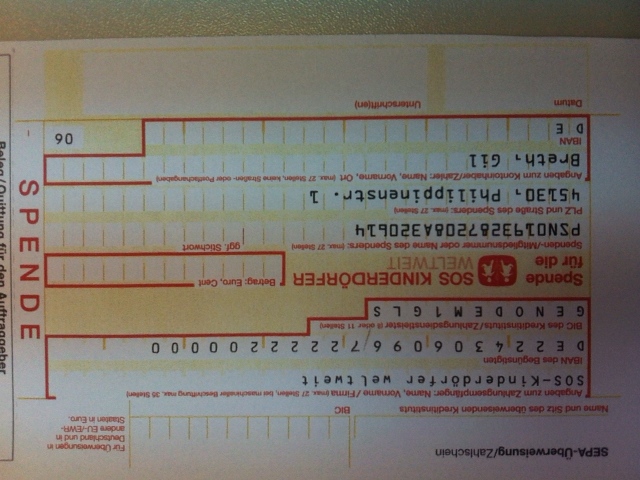 Beleg/Quittung für den Auftraggeber
SEPA-Überweisung/Zahlschein
Für Überweisungen in
Deutschland und in
andere EU-/EWR-
Staaten in Euro.
Name und Sitz des überweisenden Kreditinstituts
BIC
Angaben zum Zahlungsempfänger: Name, Vorname / Firma (max. 27 Stellen, bei maschineller Beschriftung max. 35 Stellen)
SOS-Kinderdörfer weltweit
IBAN des Begünstigten
DE22430609672222200000
BIC des Kreditinstituts/Zahlungsdienstleister (8 oder 11 Stellen)
GENODEM1GLS
SPENDE
Spende
für die
SOS KINDERDÖRFER
WELTWEIT
Betrag: Euro, Cent
Spenden-/Mitgliedsnummer oder Name des Spenders: (max. 27 Stellen)
ggf. Stichwort
PSN0193287208A320614
PLZ und Straße des Spenders: (max. 27 Stellen)
45130, Philippinenstr. 1
Angaben zum Kontoinhaber/Zahler: Name, Vorname, Ort (max. 27 Stellen, keine Straßen- oder Postfachangaben)
Breth, Gil
IBAN
DE
06
Datum
Unterschrift(en)